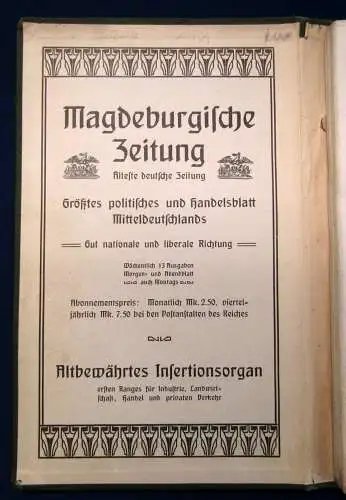 Magdeburgiſche
Zeitung
Älteſte deutſche Zeitung
Größtes politiſches und Handelsblatt
Mitteldeutſchlands
Gut nationale und liberale Richtung
Wöchentlich 13 Ausgaben
Morgen- und Abendblatt
auch Montags
Abonnementspreis: Monatlich Mk. 2.50, viertel-
jährlich Mk. 7.50 bei den Poſtanſtalten des Reiches
Altbewährtes Inſertionsorgan
erſten Ranges für Induſtrie, Landwirt-
ſchaft, Handel und privaten Verkehr